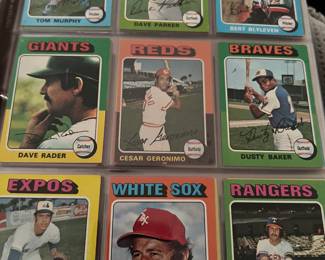 TOM MURPHY
DAVE PARKER
BERT BLYLEVEN
GIANTS
REDS
BRAVES
Catcher
Outfield
Outfield
DAVE RADER
CESAR GERONIMO
DUSTY BAKER
EXPOS
WHITE SOX
RANGERS